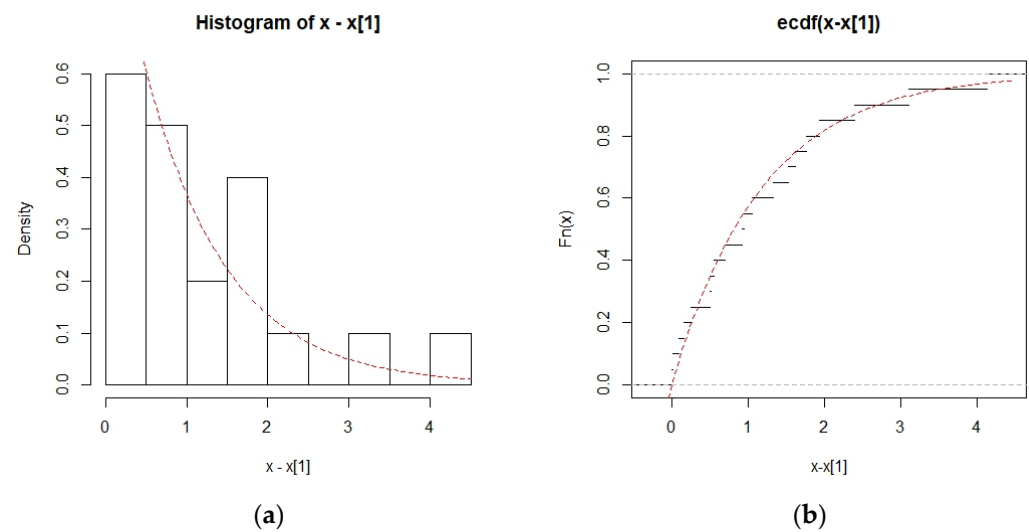 Histogram of x - x[1]
Density
0.0 0.1 0.2 0.3 0.4 0.5 0.6
0 1 2 3 4
x - x[1]
(a)
ecdf(x-x[1])
Fn(x)
0.0 0.2 0.4 0.6 0.8 1.0
0 1 2 3 4
x-x[1]
(b)